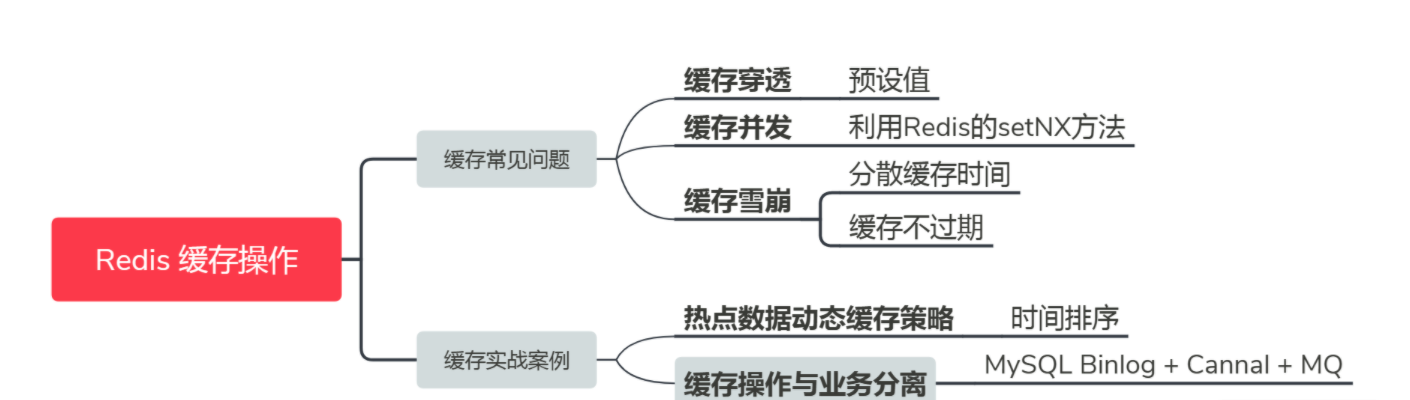 缓存穿透 预设值
缓存并发 利用Redis的setNX方法
分散缓存时间
缓存常见问题
缓存雪崩
缓存不过期
Redis 缓存操作
热点数据动态缓存策略 时间排序
缓存实战案例
MySQL Binlog + Cannal + MQ
缓存操作与业务分离